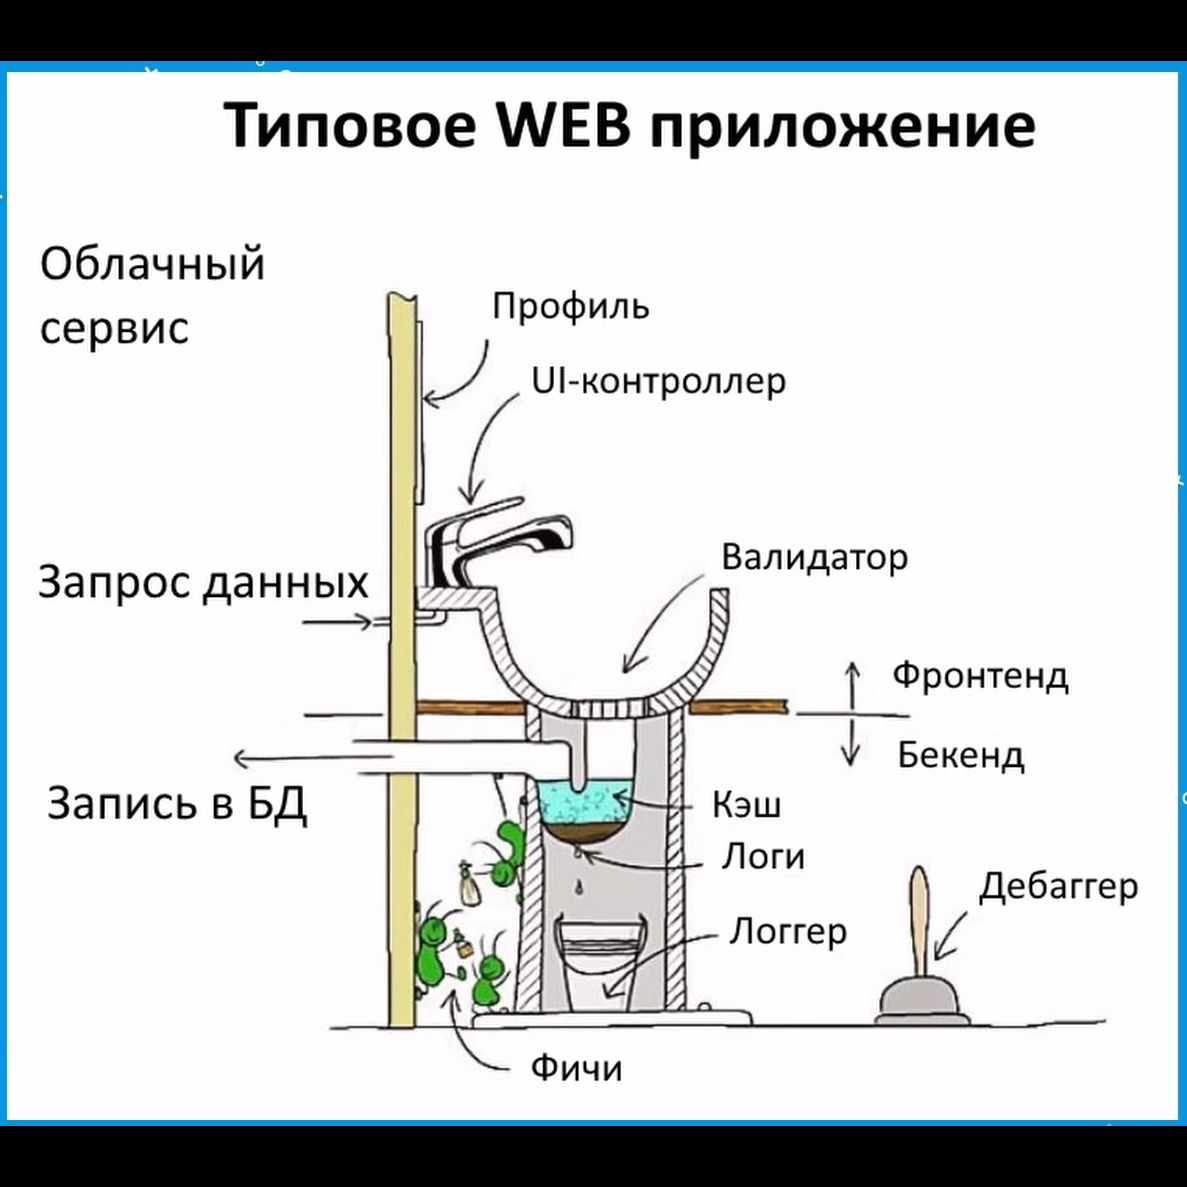 Типовое WEB приложение
Облачный
сервис
Профиль
UI-контроллер
Запрос данных
Валидатор
Фронтенд
Бекенд
Запись в БД
Кэш
Логи
Дебаггер
Логгер
Фичи